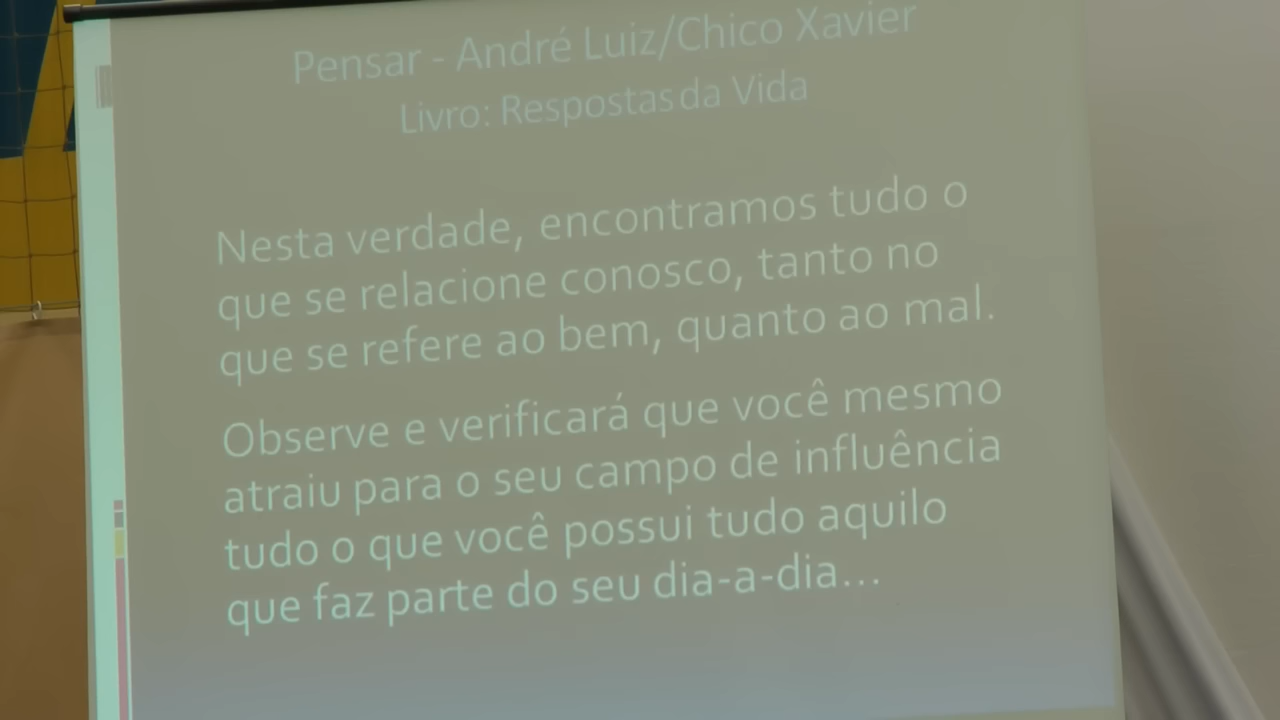 Pensar - André Luiz/Chico Xavier
Livro: Respostas da Vida
Nesta verdade, encontramos tudo o
que se relacione conosco, tanto no
que se refere ao bem, quanto ao mal.
Observe e verificará que você mesmo
atraiu para o seu campo de influência
tudo o que você possui tudo aquilo
que faz parte do seu dia-a-dia...